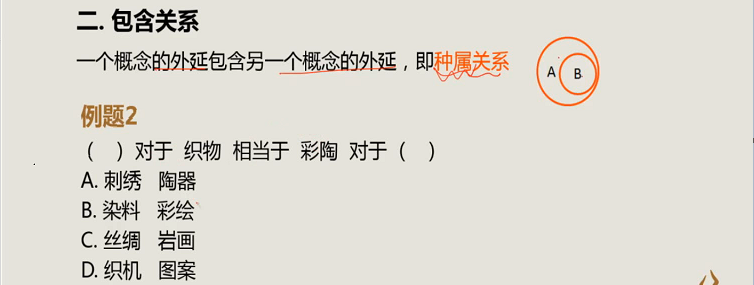 二. 包含关系
一个概念的外延包含另一个概念的外延，即种属关系
A B
例题2
（ ）对于 织物 相当于 彩陶 对于（ ）
A. 刺绣 陶器
B. 染料 彩绘
C. 丝绸 岩画
D. 织机 图案